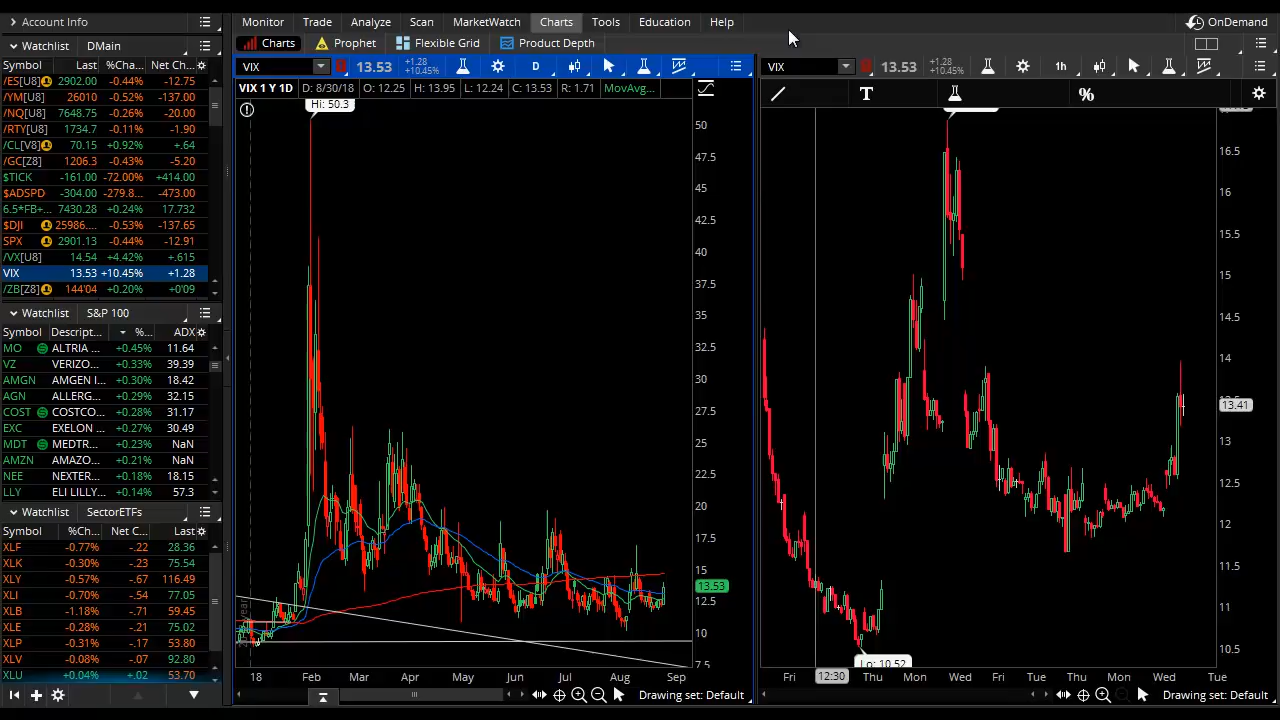 Account Info
Monitor Trade Analyze Scan MarketWatch Charts Tools Education Help
OnDemand
Watchlist DMain
Charts Prophet Flexible Grid Product Depth
Symbol Last %Cha... Net Ch...
/ES[U8] 2902.00 -0.44% -12.75
/YM[U8] 26010 -0.52% -137.00
/NQ[U8] 7648.75 -0.26% -20.00
/RTY[U8] 1734.7 -0.11% -1.90
/CL[V8] 70.15 +0.92% +.64
/GC[Z8] 1206.3 -0.43% -5.20
$TICK -161.00 -72.00% +414.00
$ADSPD -304.00 -279.8... -473.00
6.5*FB+... 7430.28 +0.24% 17.732
$DJI 25986.... -0.53% -137.65
SPX 2901.13 -0.44% -12.91
/VX[U8] 14.54 +4.42% +.615
VIX 13.53 +10.45% +1.28
/ZB[Z8] 144'04 +0.20% +0'09
Watchlist S&P 100
Symbol Descript... %... ADX
MO ALTRIA ... +0.45% 11.64
VZ VERIZO... +0.33% 39.39
AMGN AMGEN I... +0.30% 18.42
AGN ALLERG... +0.29% 32.15
COST COSTCO... +0.28% 31.17
EXC EXELON ... +0.27% 30.49
MDT MEDTR... +0.23% NaN
AMZN AMAZO... +0.21% NaN
NEE NEXTER... +0.18% 18.15
LLY ELI LILLY... +0.14% 57.3
Watchlist SectorETFs
Symbol %Ch... Net C... Last
XLF -0.77% -.22 28.36
XLK -0.30% -.23 75.54
XLY -0.57% -.67 116.49
XLI -0.70% -.54 77.05
XLB -1.18% -.71 59.45
XLE -0.28% -.21 75.02
XLP -0.31% -.17 53.80
XLV -0.08% -.07 92.80
XLU +0.04% +.02 53.70
VIX 13.53 +1.28 +10.45% D
VIX 1 Y 1D D: 8/30/18 O: 12.25 H: 13.95 L: 12.24 C: 13.53 R: 1.71 MovAvg...
Hi: 50.3
50
47.5
45
42.5
40
37.5
35
32.5
30
27.5
25
22.5
20
17.5
15
13.53
12.5
10
7.5
18 Feb Mar Apr May Jun Jul Aug Sep
Drawing set: Default
VIX 13.53 +1.28 +10.45% 1h
T %
16.5
16
15.5
15
14.5
14
13.41
13
12.5
12
11.5
11
10.5
Lo: 10.52
Fri 12:30 Thu Mon Wed Fri Tue Thu Mon Wed Tue
Drawing set: Default